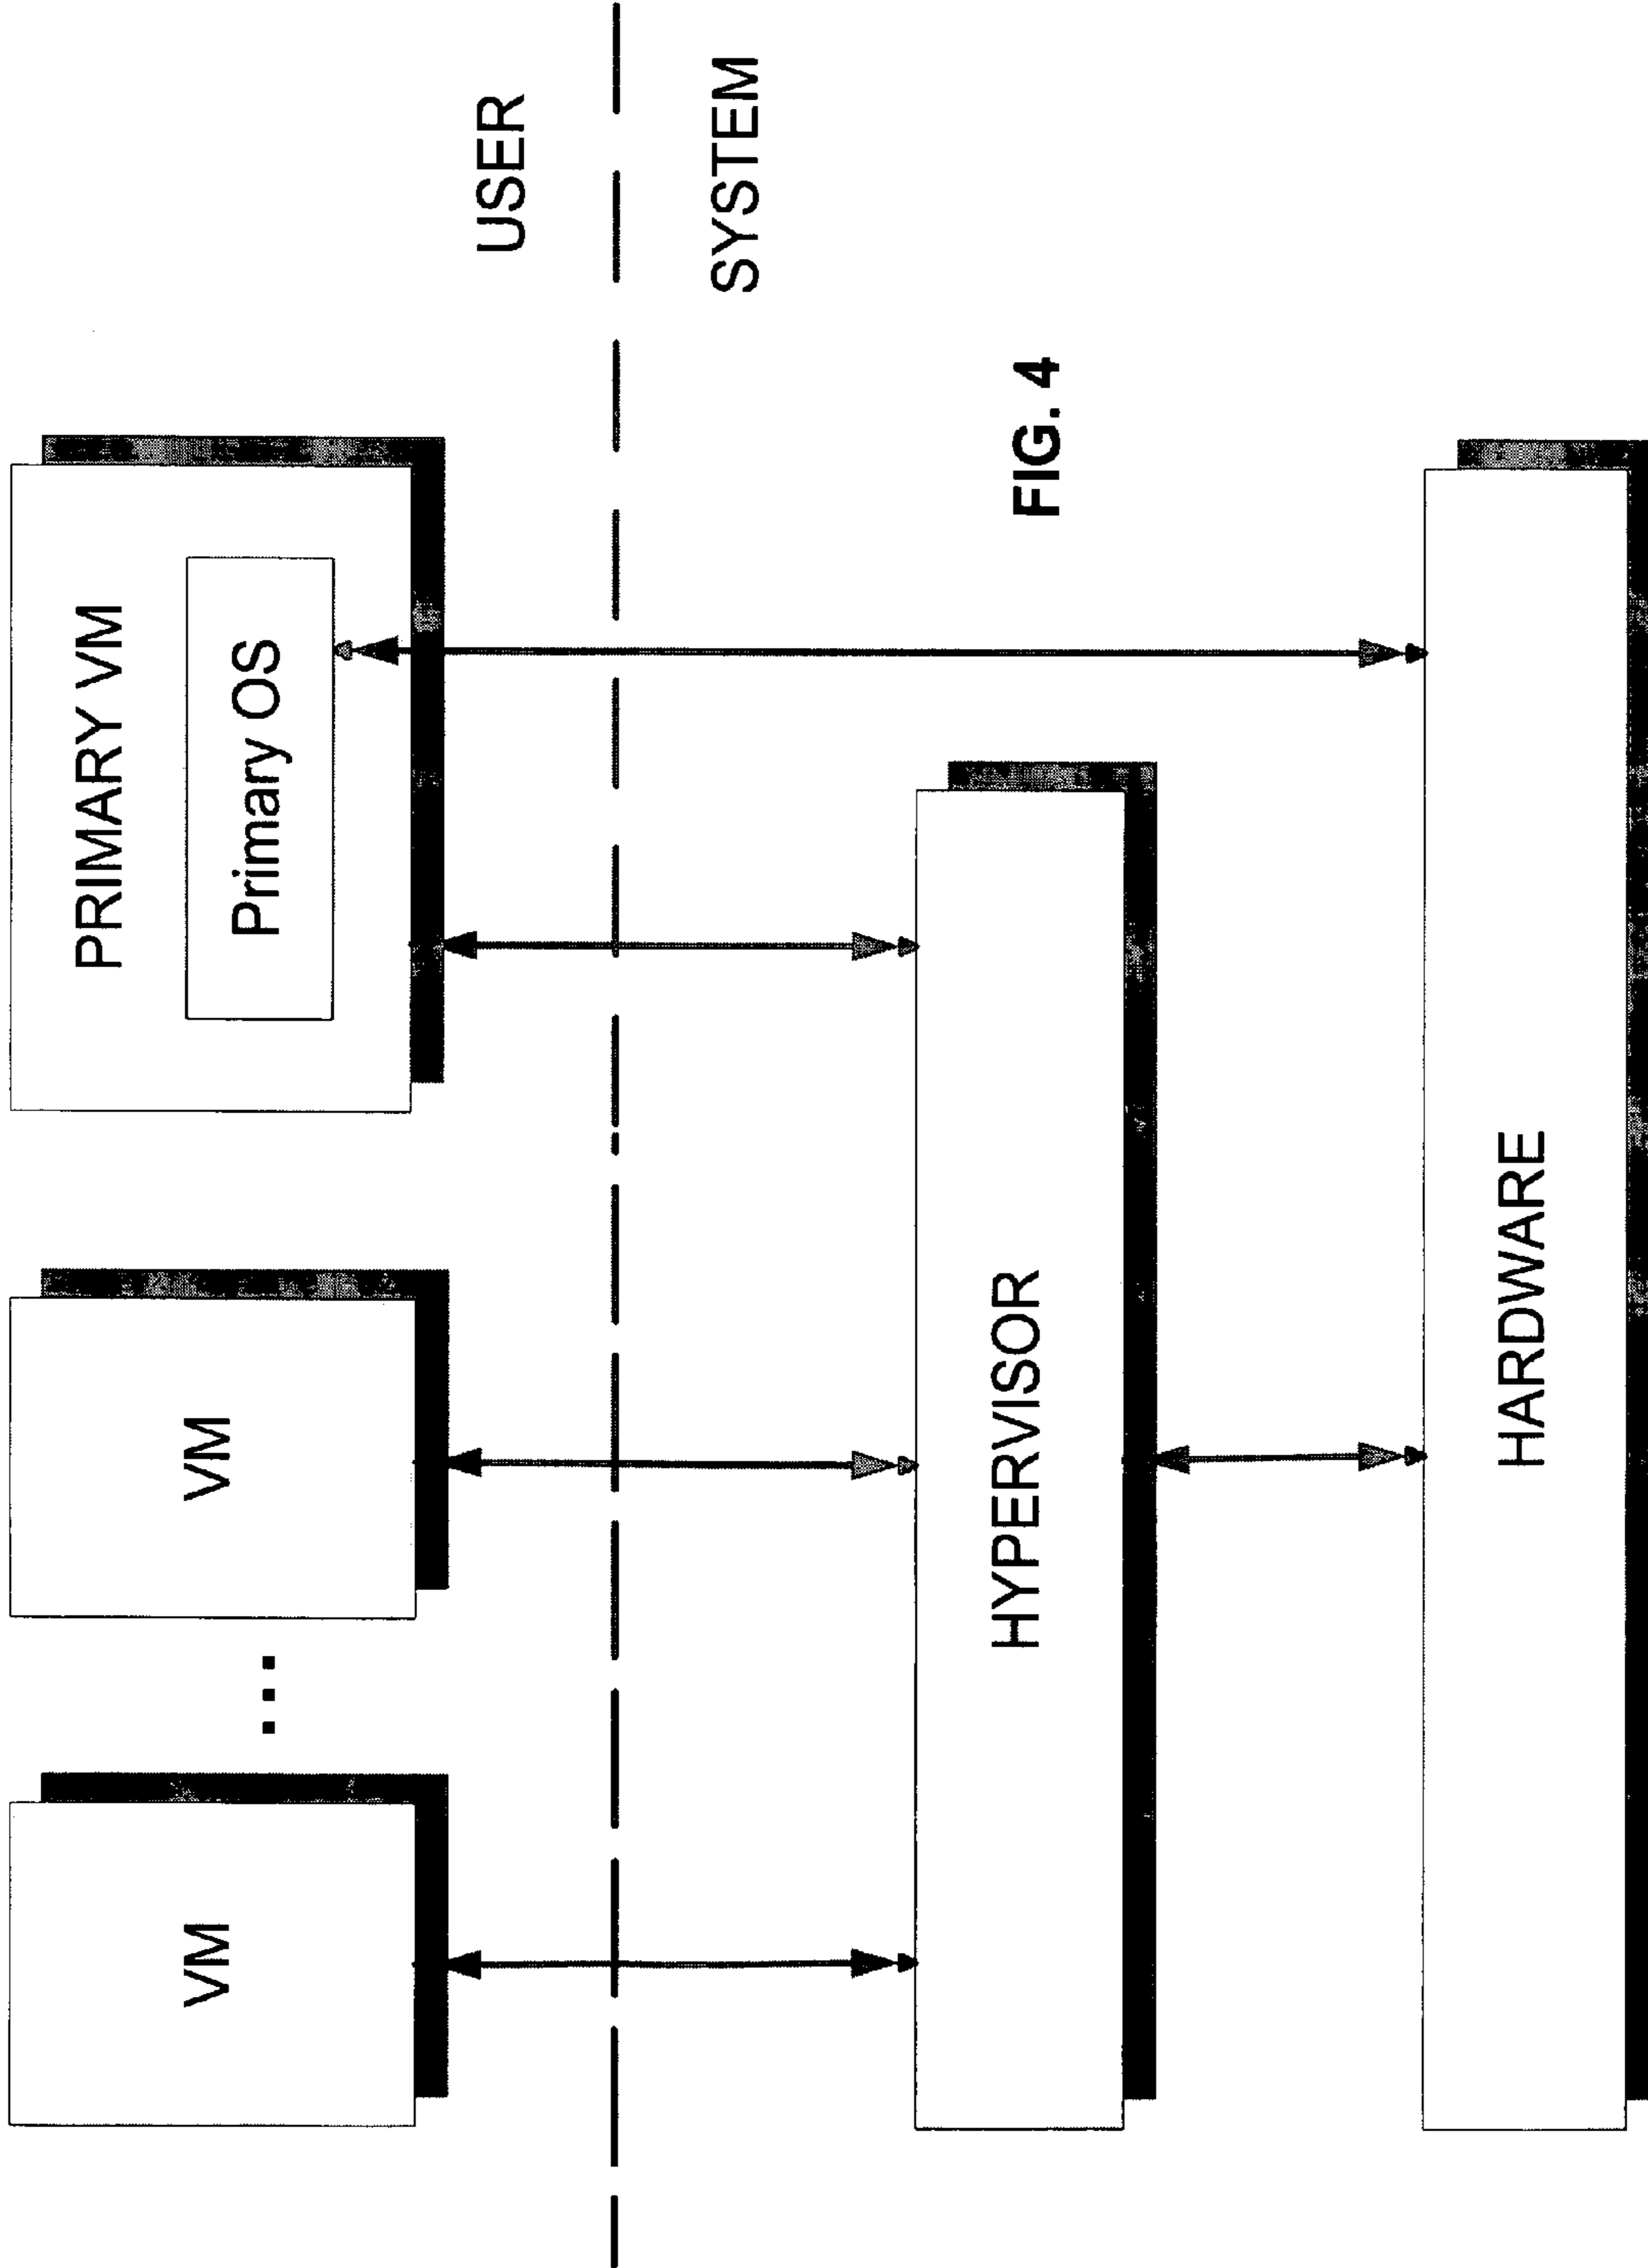 VM
...
VM
PRIMARY VM
Primary OS
USER
SYSTEM
HYPERVISOR
FIG. 4
HARDWARE